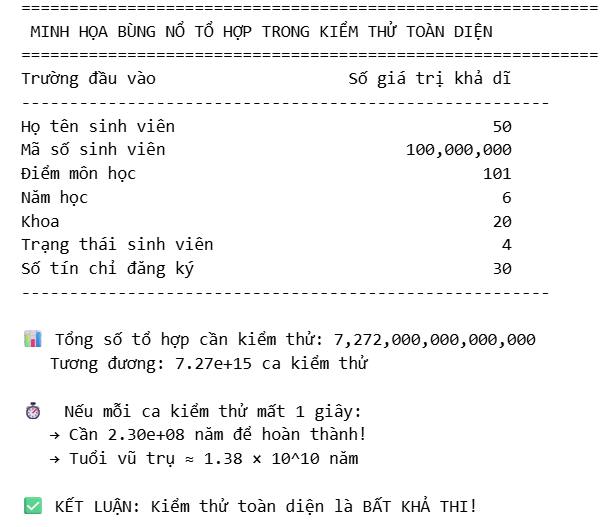 ============================================================
MINH HỌA BÙNG NỔ TỔ HỢP TRONG KIỂM THỬ TOÀN DIỆN
============================================================
Trường đầu vào Số giá trị khả dĩ
-------------------------------------------------------
Họ tên sinh viên 50
Mã số sinh viên 100,000,000
Điểm môn học 101
Năm học 6
Khoa 20
Trạng thái sinh viên 4
Số tín chỉ đăng ký 30
-------------------------------------------------------
📊 Tổng số tổ hợp cần kiểm thử: 7,272,000,000,000,000
Tương đương: 7.27e+15 ca kiểm thử
⏱ Nếu mỗi ca kiểm thử mất 1 giây:
→ Cần 2.30e+08 năm để hoàn thành!
→ Tuổi vũ trụ ≈ 1.38 × 10^10 năm
✅ KẾT LUẬN: Kiểm thử toàn diện là BẤT KHẢ THI!